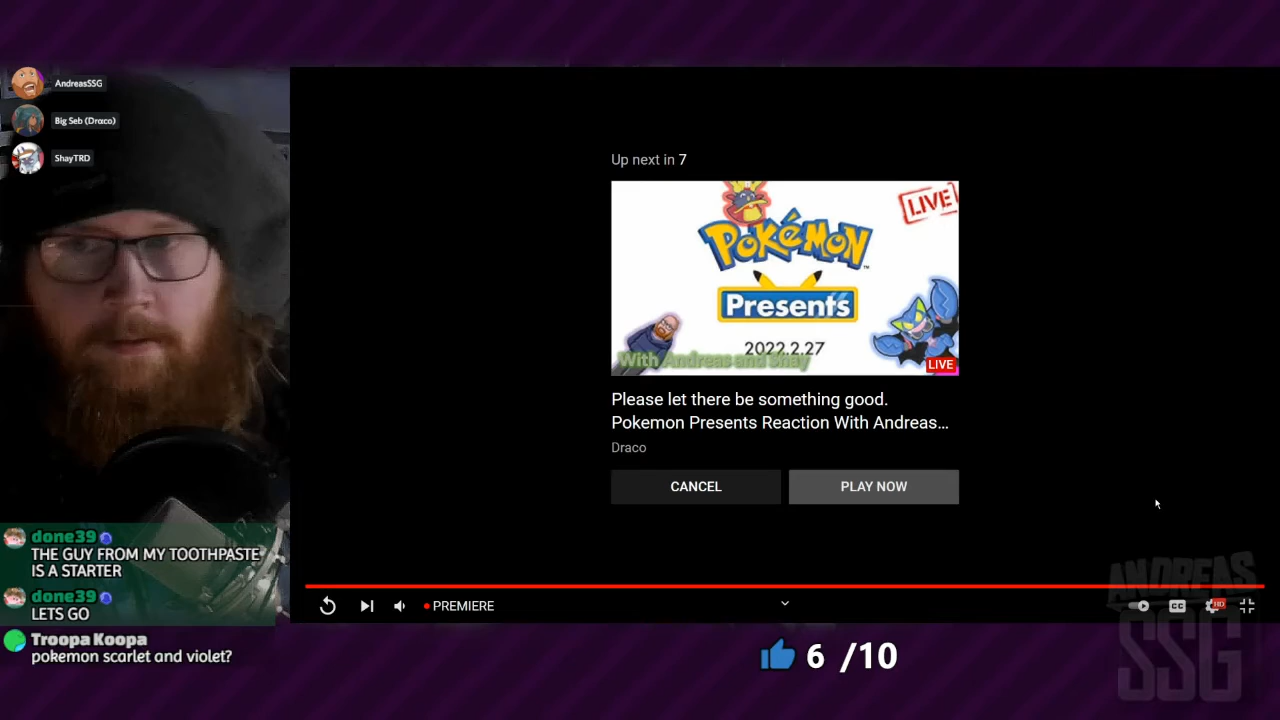 AndreasSSG
Big Seb (Draco)
ShayTRD
Up next in 7
LIVE
POKéMON
TM
Presents
2022.2.27
With Andreas and Shay
LIVE
Please let there be something good.
Pokemon Presents Reaction With Andreas...
Draco
CANCEL
PLAY NOW
done39
THE GUY FROM MY TOOTHPASTE
IS A STARTER
done39
LETS GO
Troopa Koopa
pokemon scarlet and violet?
PREMIERE
CC
HD
ANDREAS
SSG
6 /10